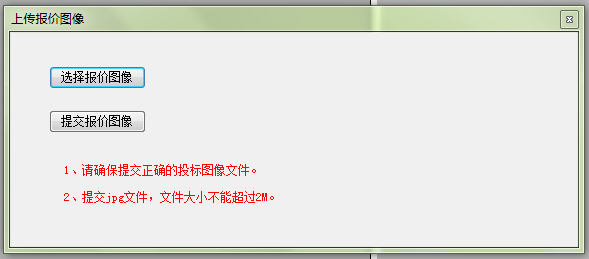 上传报价图像
选择报价图像
提交报价图像
1、请确保提交正确的投标图像文件。
2、提交jpg文件，文件大小不能超过2M。